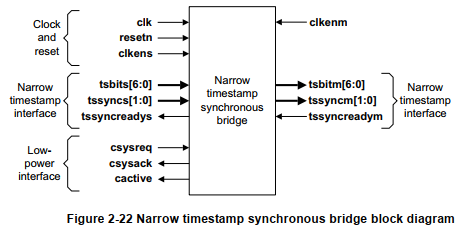 Clock
and
reset
clk
resetn
clkens
clkenm
Narrow
timestamp
interface
tsbits[6:0]
tssyncs[1:0]
tssyncreadys
Narrow
timestamp
synchronous
bridge
tsbitm[6:0]
tssyncm[1:0]
tssyncreadym
Narrow
timestamp
interface
Low-
power
interface
csysreq
csysack
cactive
Figure 2-22 Narrow timestamp synchronous bridge block diagram